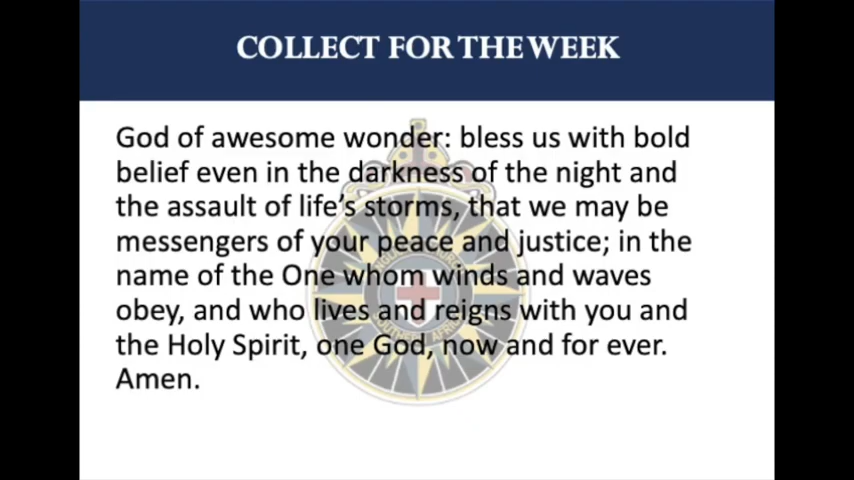 COLLECT FOR THE WEEK
God of awesome wonder: bless us with bold
belief even in the darkness of the night and
the assault of life’s storms, that we may be
messengers of your peace and justice; in the
name of the One whom winds and waves
obey, and who lives and reigns with you and
the Holy Spirit, one God, now and for ever.
Amen.